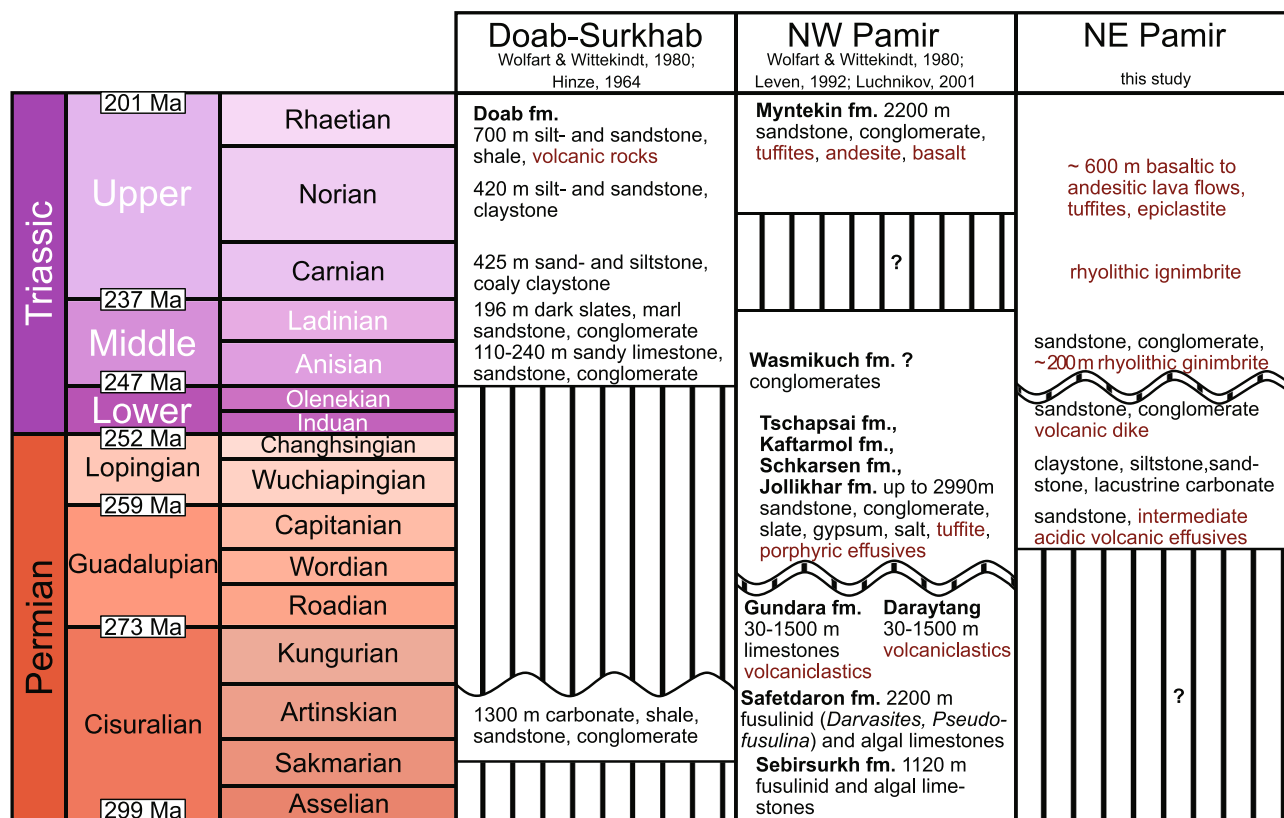 Doab-Surkhab
Wolfart & Wittekindt, 1980;
Hinze, 1964
NW Pamir
Wolfart & Wittekindt, 1980;
Leven, 1992; Luchnikov, 2001
NE Pamir
this study
Triassic
Permian
201 Ma
Upper
237 Ma
Middle
247 Ma
Lower
252 Ma
Lopingian
259 Ma
Guadalupian
273 Ma
Cisuralian
299 Ma
Rhaetian
Norian
Carnian
Ladinian
Anisian
Olenekian
Induan
Changhsingian
Wuchiapingian
Capitanian
Wordian
Roadian
Kungurian
Artinskian
Sakmarian
Asselian
Doab fm.
700 m silt- and sandstone,
shale, volcanic rocks
420 m silt- and sandstone,
claystone
425 m sand- and siltstone,
coaly claystone
196 m dark slates, marl
sandstone, conglomerate
110-240 m sandy limestone,
sandstone, conglomerate
1300 m carbonate, shale,
sandstone, conglomerate
Myntekin fm. 2200 m
sandstone, conglomerate,
tuffites, andesite, basalt
?
Wasmikuch fm. ?
conglomerates
Tschapsai fm.,
Kaftarmol fm.,
Schkarsen fm.,
Jollikhar fm. up to 2990m
sandstone, conglomerate,
slate, gypsum, salt, tuffite,
porphyric effusives
Gundara fm.
30-1500 m
limestones
volcaniclastics
Daraytang
30-1500 m
volcaniclastics
Safetdaron fm. 2200 m
fusulinid (Darvasites, Pseudo-
fusulina) and algal limestones
Sebirsurkh fm. 1120 m
fusulinid and algal lime-
stones
~ 600 m basaltic to
andesitic lava flows,
tuffites, epiclastite
rhyolithic ignimbrite
sandstone, conglomerate,
~200m rhyolithic ginimbrite
sandstone, conglomerate
volcanic dike
claystone, siltstone,sand-
stone, lacustrine carbonate
sandstone, intermediate
acidic volcanic effusives
?